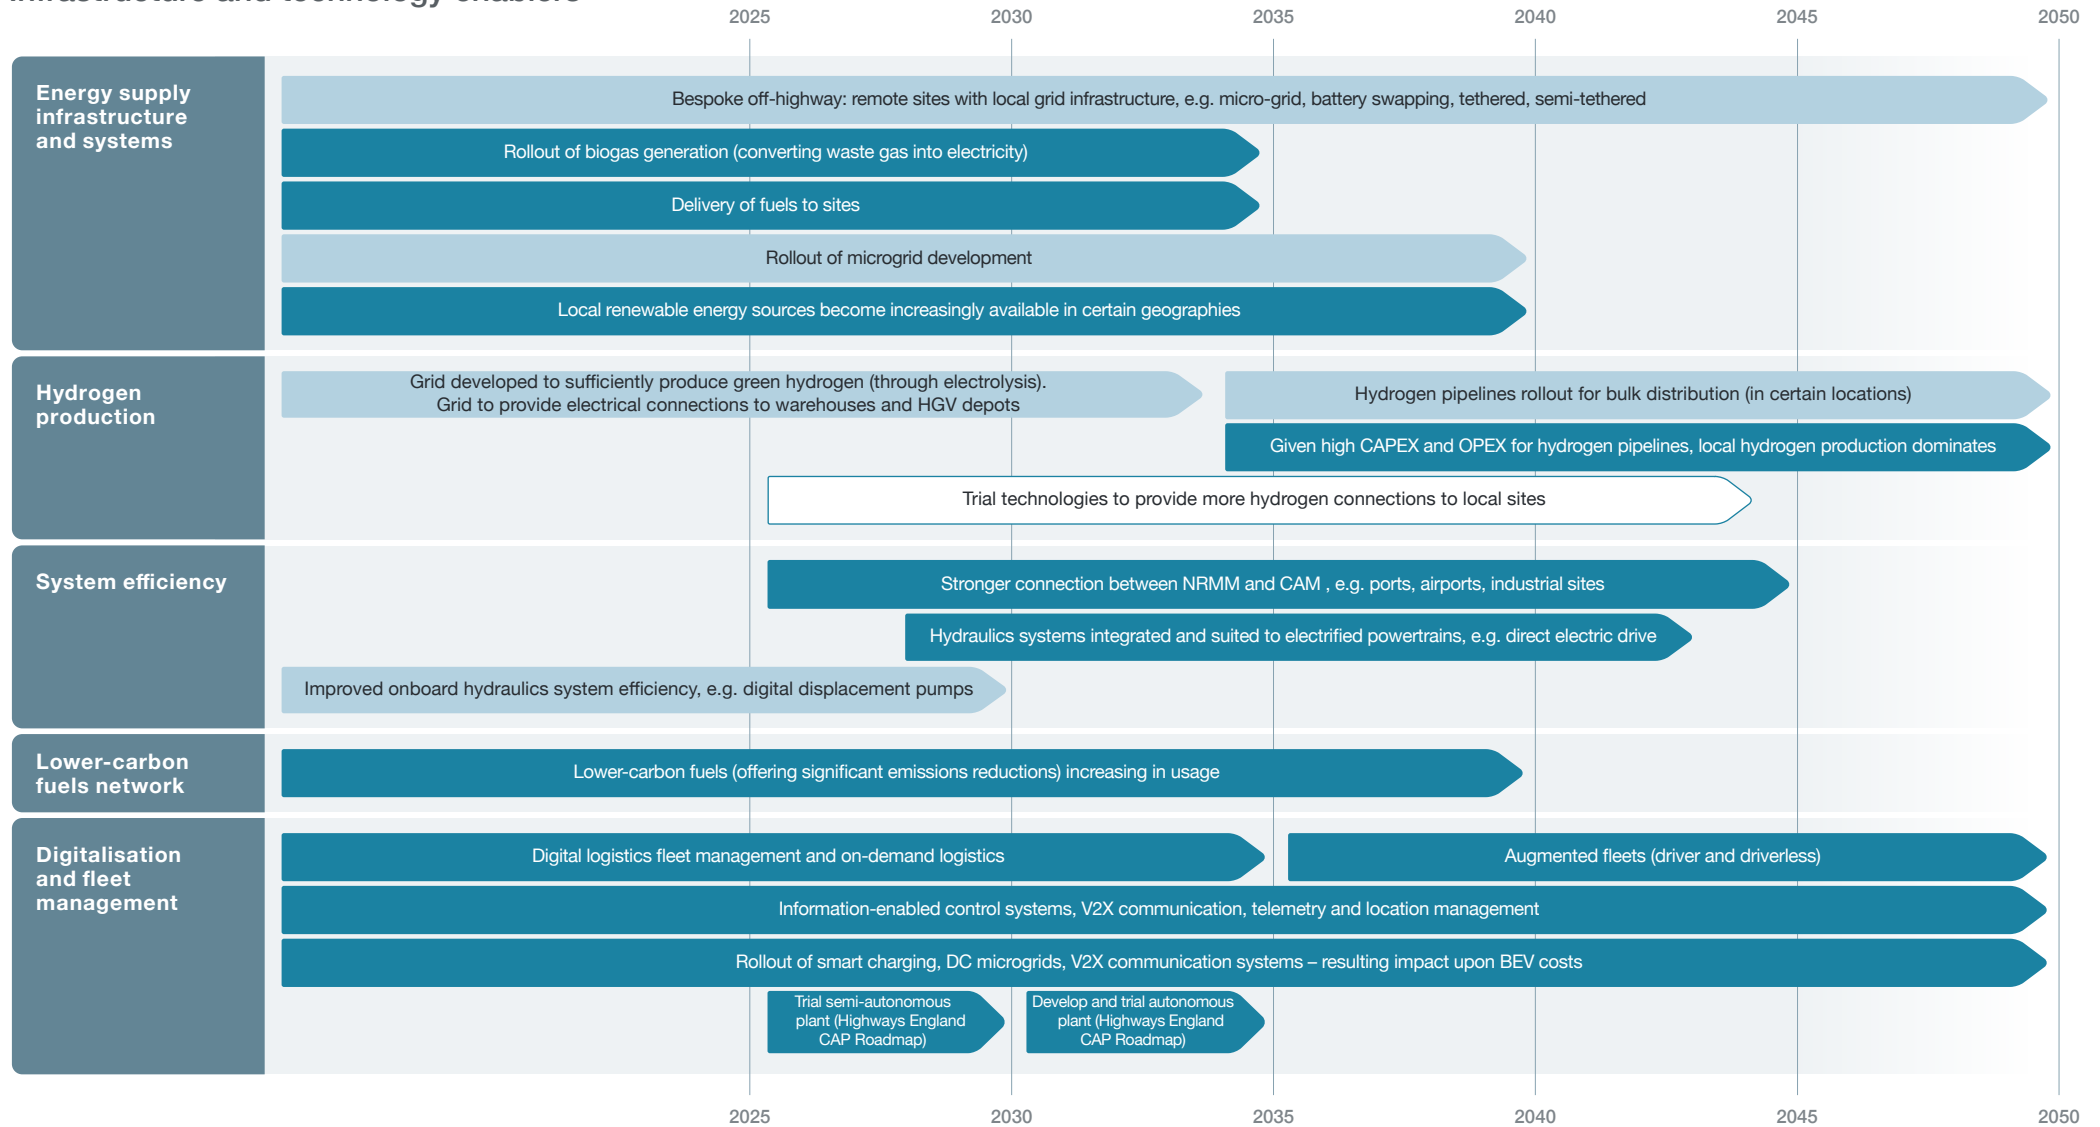 Infrastructure and technology enablers
2025 2030 2035 2040 2045 2050
Energy supply
infrastructure
and systems
Bespoke off-highway: remote sites with local grid infrastructure, e.g. micro-grid, battery swapping, tethered, semi-tethered
Rollout of biogas generation (converting waste gas into electricity)
Delivery of fuels to sites
Rollout of microgrid development
Local renewable energy sources become increasingly available in certain geographies
Hydrogen
production
Grid developed to sufficiently produce green hydrogen (through electrolysis).
Grid to provide electrical connections to warehouses and HGV depots
Hydrogen pipelines rollout for bulk distribution (in certain locations)
Given high CAPEX and OPEX for hydrogen pipelines, local hydrogen production dominates
Trial technologies to provide more hydrogen connections to local sites
System efficiency
Stronger connection between NRMM and CAM , e.g. ports, airports, industrial sites
Hydraulics systems integrated and suited to electrified powertrains, e.g. direct electric drive
Improved onboard hydraulics system efficiency, e.g. digital displacement pumps
Lower-carbon
fuels network
Lower-carbon fuels (offering significant emissions reductions) increasing in usage
Digitalisation
and fleet
management
Digital logistics fleet management and on-demand logistics
Augmented fleets (driver and driverless)
Information-enabled control systems, V2X communication, telemetry and location management
Rollout of smart charging, DC microgrids, V2X communication systems – resulting impact upon BEV costs
Trial semi-autonomous
plant (Highways England
CAP Roadmap)
Develop and trial autonomous
plant (Highways England
CAP Roadmap)
2025 2030 2035 2040 2045 2050